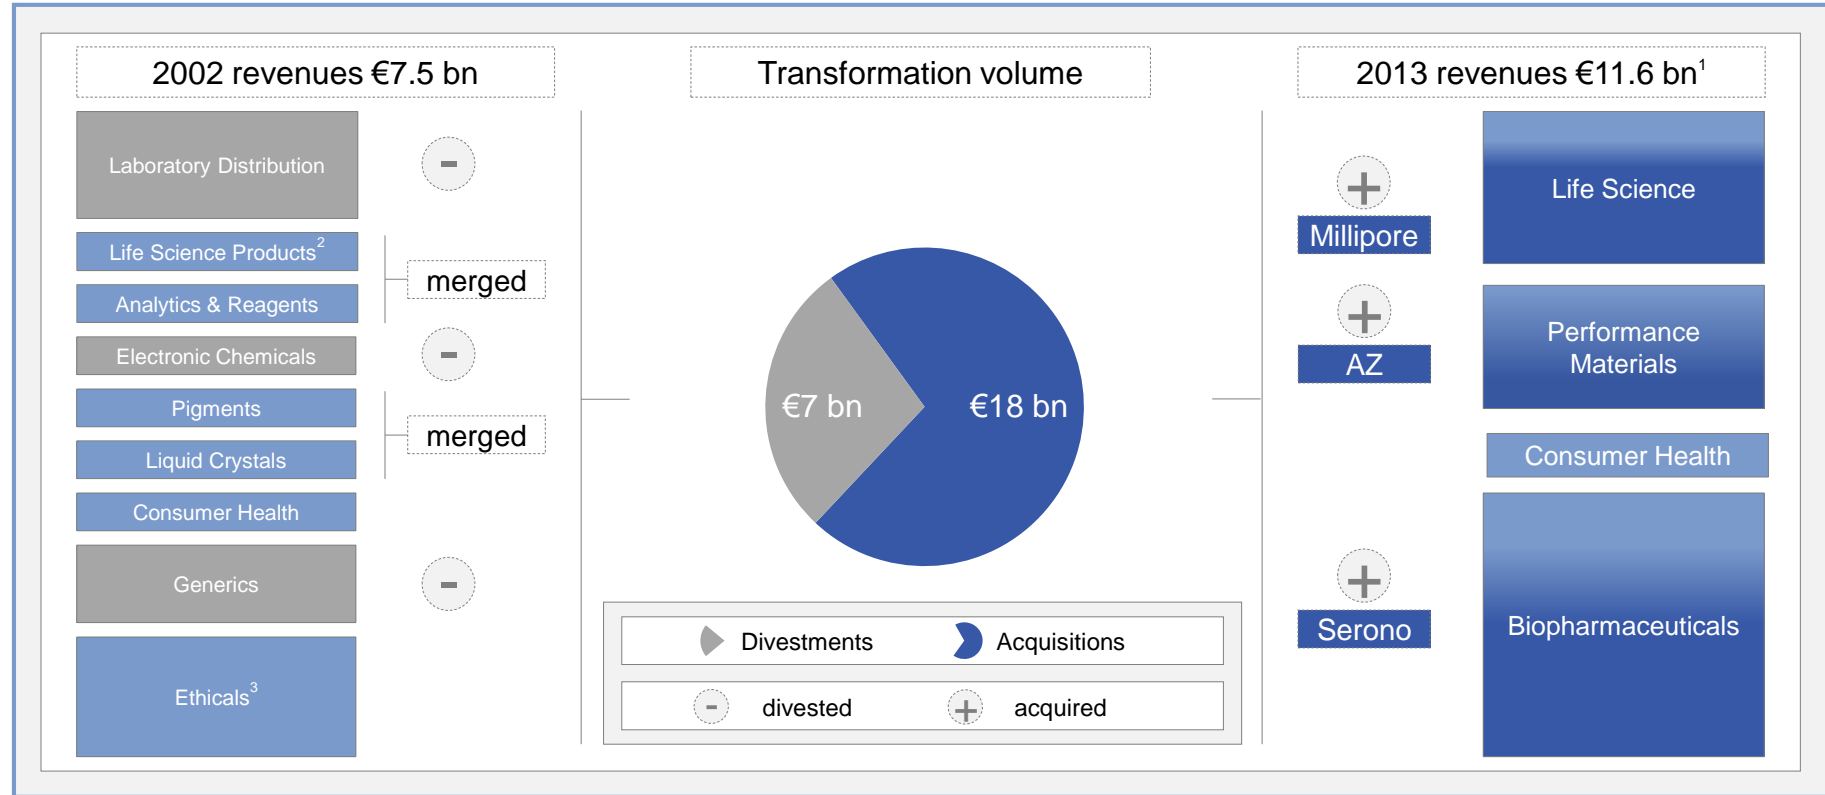 2002 revenues €7.5 bn
Laboratory Distribution
-
Life Science Products2
Analytics & Reagents
merged
Electronic Chemicals
-
Pigments
Liquid Crystals
merged
Consumer Health
Generics
-
Ethicals3
Transformation volume
€7 bn
€18 bn
Divestments
Acquisitions
- divested
+ acquired
2013 revenues €11.6 bn1
+
Millipore
Life Science
+
AZ
Performance
Materials
Consumer Health
+
Serono
Biopharmaceuticals